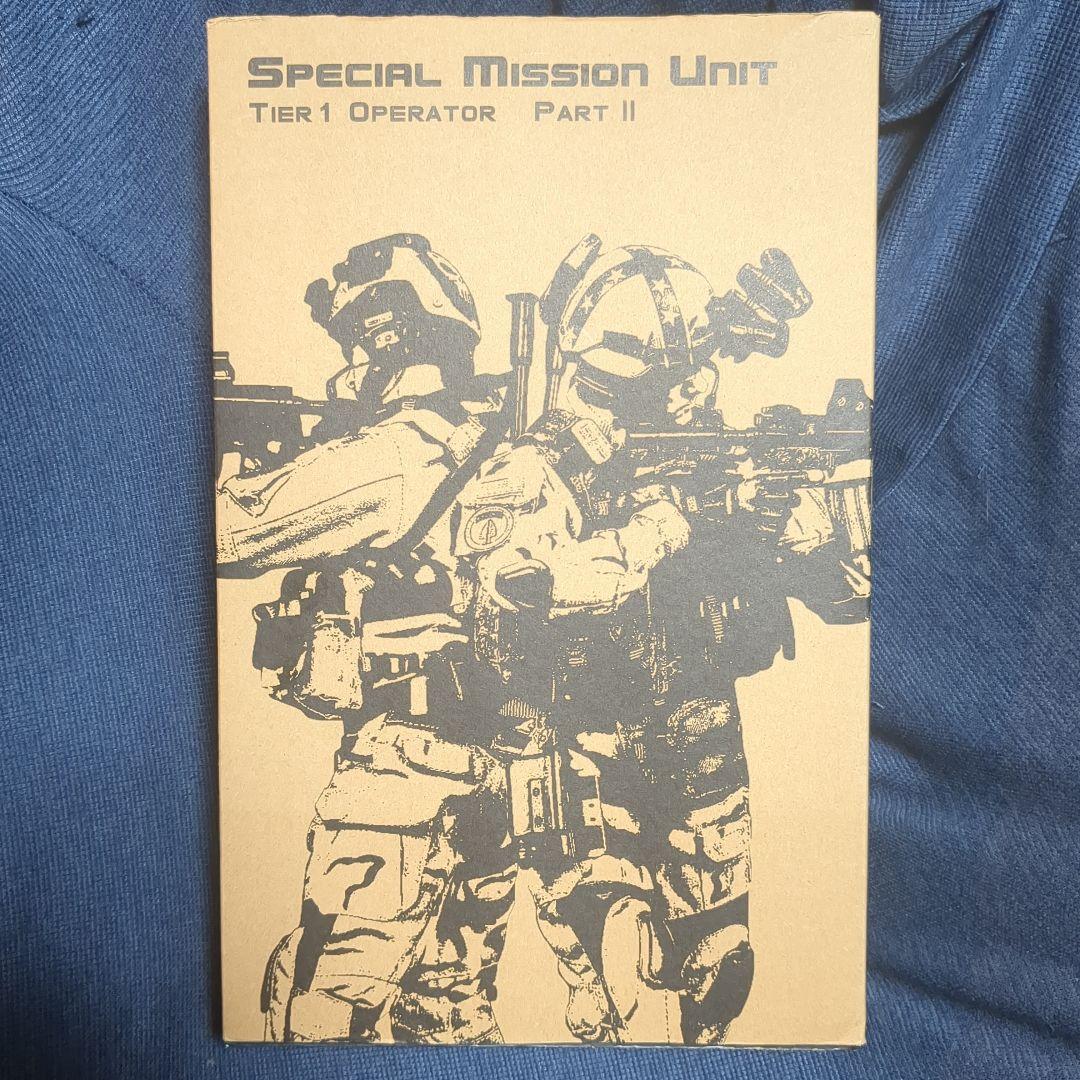 Special Mission Unit
Tier 1 Operator Part II